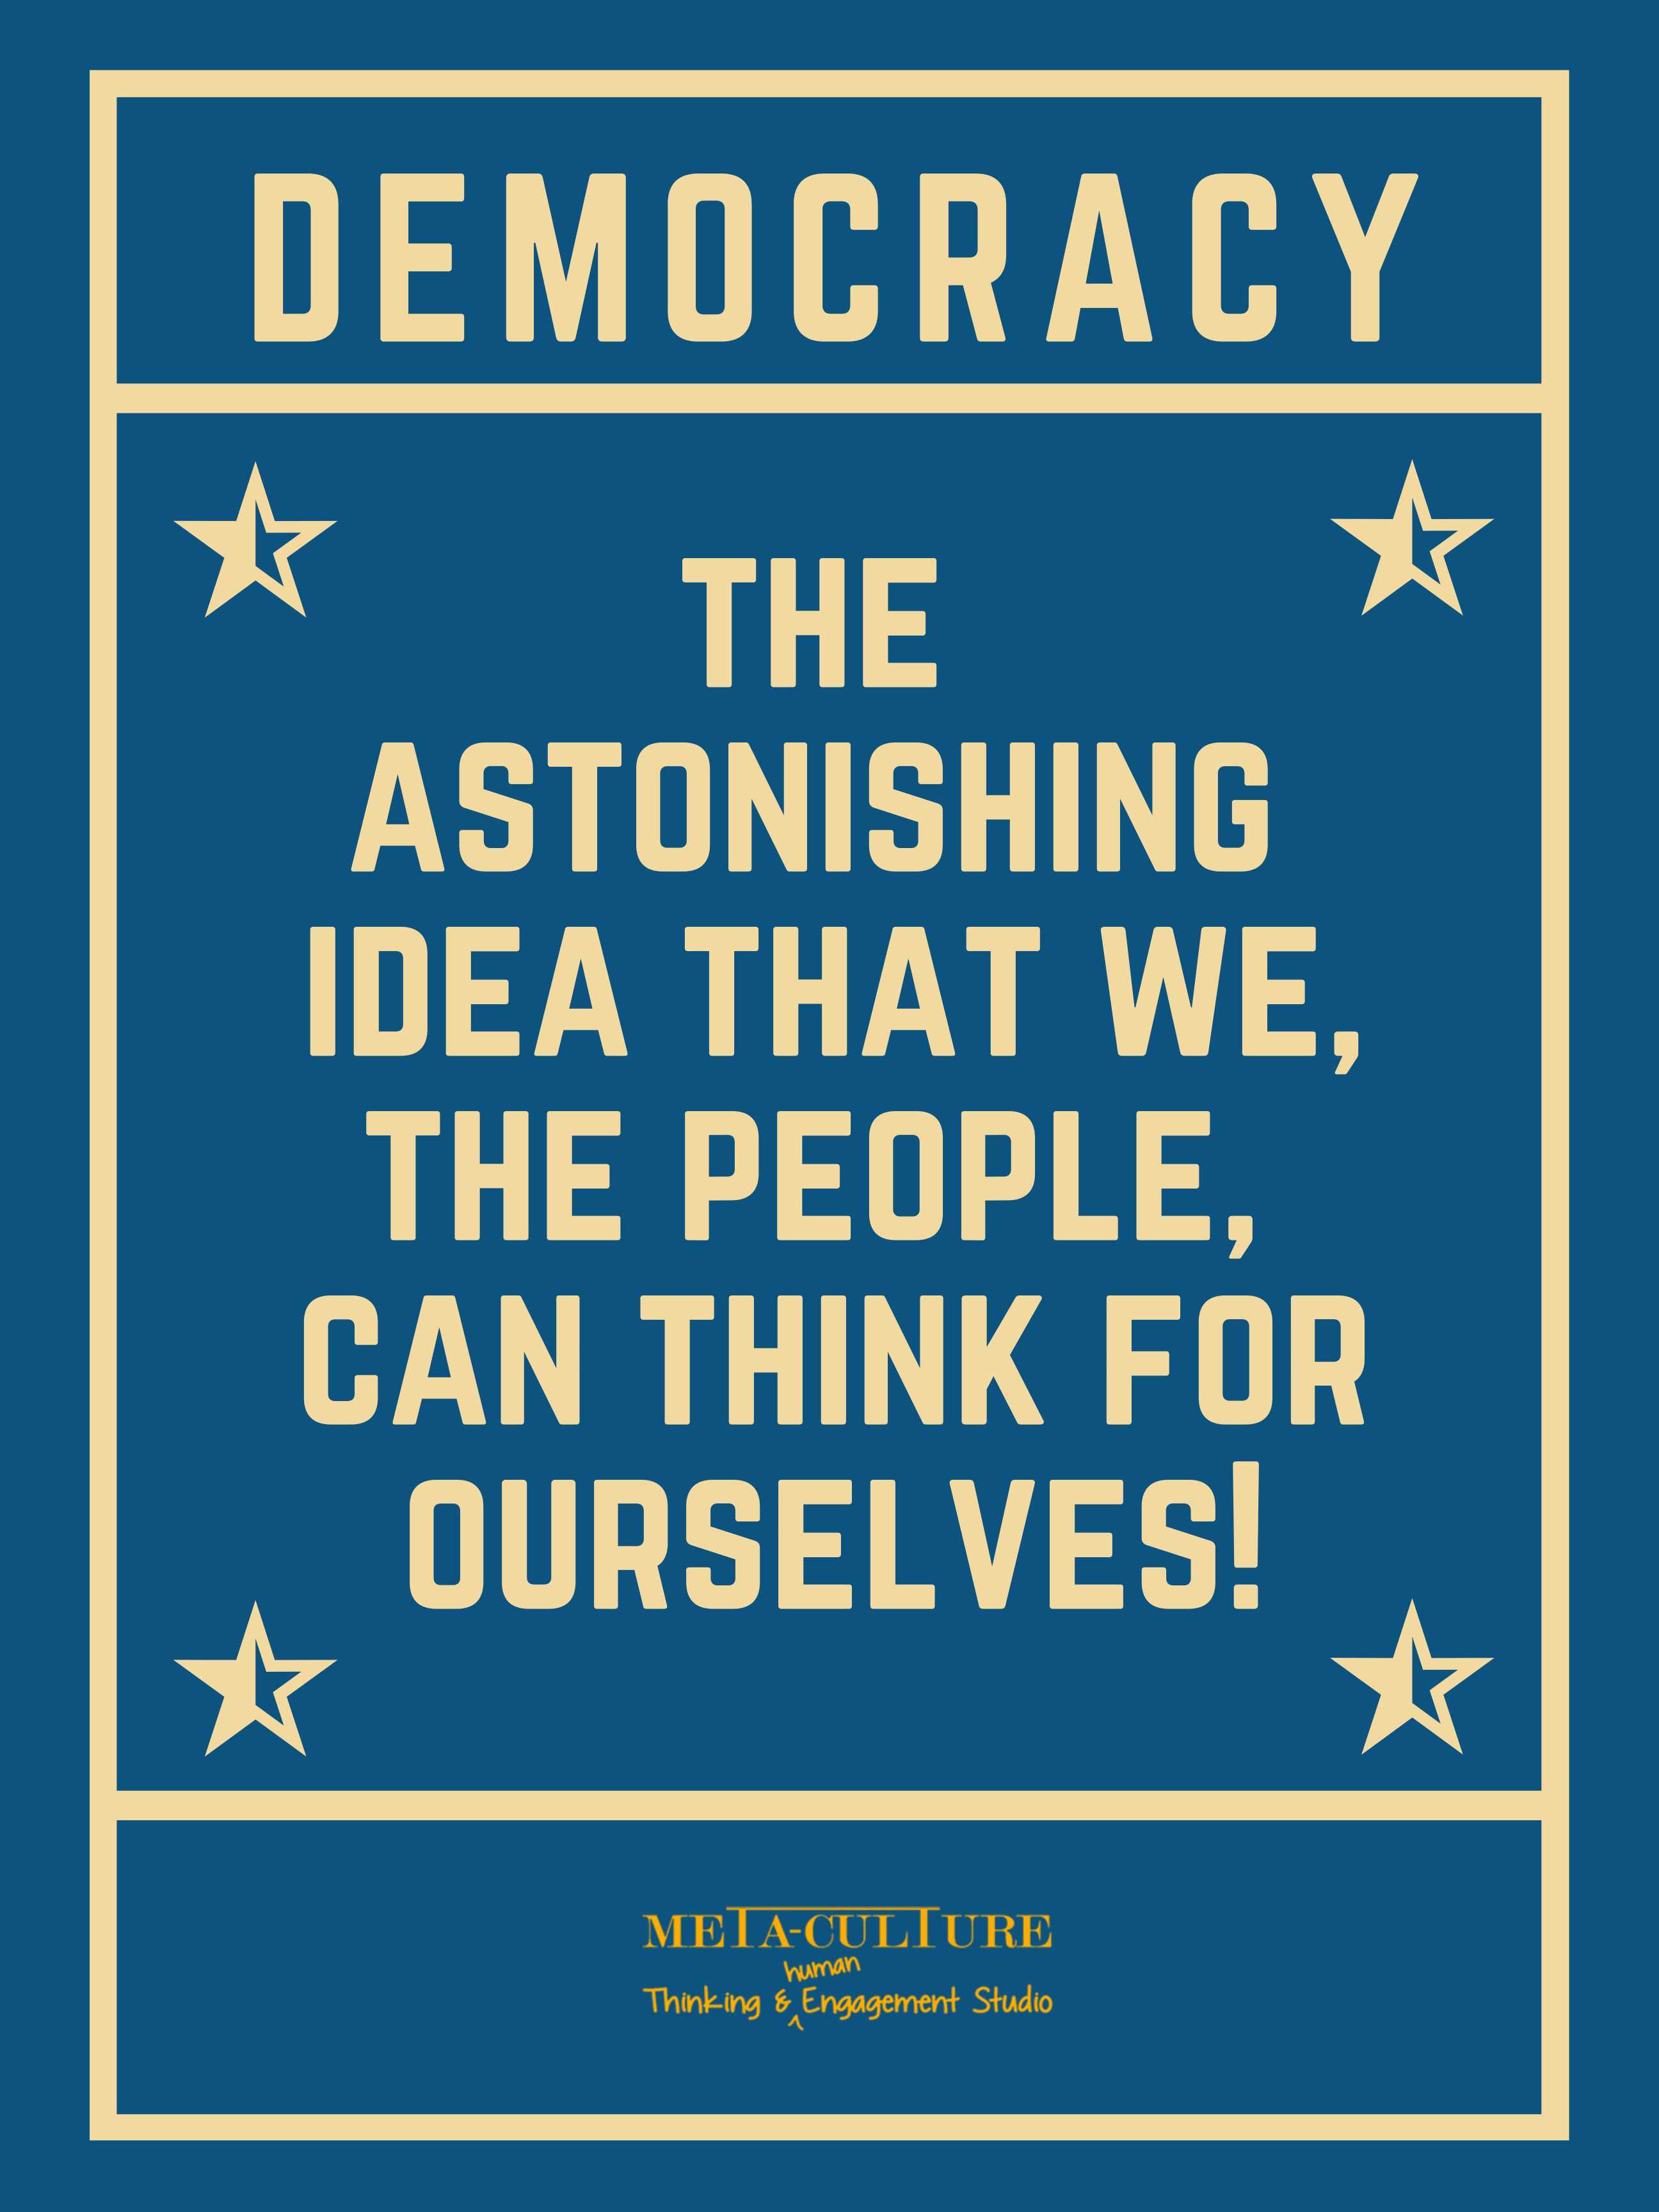 DEMOCRACY
THE
ASTONISHING
IDEA THAT WE,
THE PEOPLE,
CAN THINK FOR
OURSELVES!
META-CULTURE
human
Thinking & Engagement Studio